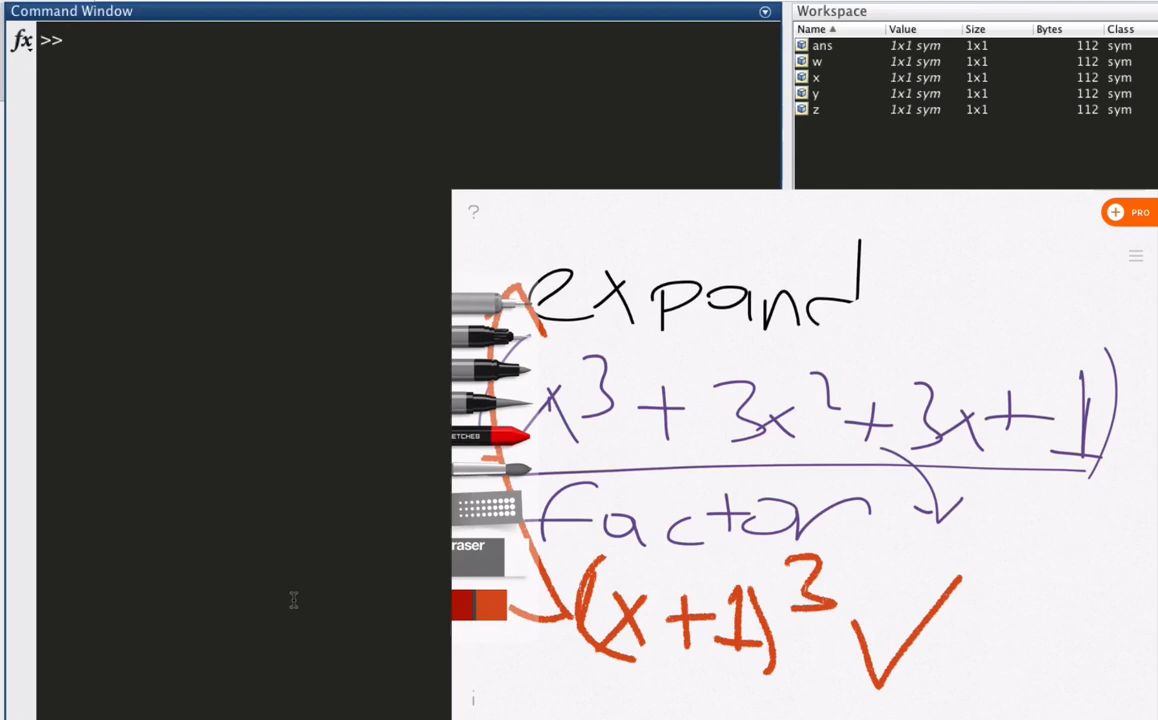 Command Window
Workspace
fx >>
Name Value Size Bytes Class
ans 1x1 sym 1x1 112 sym
w 1x1 sym 1x1 112 sym
x 1x1 sym 1x1 112 sym
y 1x1 sym 1x1 112 sym
z 1x1 sym 1x1 112 sym
?
PRO
expand
x³ + 3x² + 3x + 1)
ETCHES
factor
raser
(x + 1)³
i